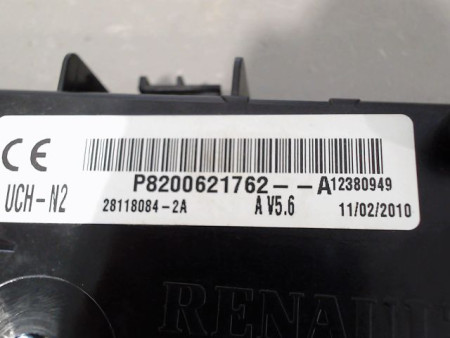 CE
P8200621762--A12380949
UCH-N2 28118084-2A A V5.6 11/02/2010
RENAULT